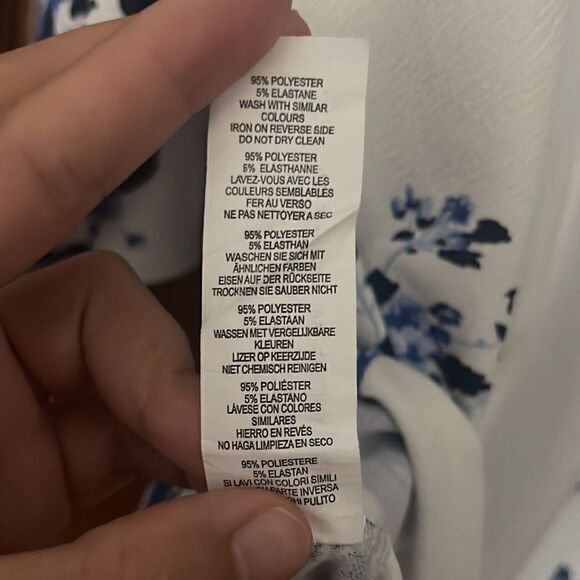 95% POLYESTER
5% ELASTANE
WASH WITH SIMILAR
COLOURS
IRON ON REVERSE SIDE
DO NOT DRY CLEAN
95% POLYESTER
5% ELASTHANNE
LAVEZ-VOUS AVEC LES
COULEURS SEMBLABLES
FER AU VERSO
NE PAS NETTOYER A SEC
95% POLYESTER
5% ELASTHAN
WASCHEN SIE SICH MIT
ÄHNLICHEN FARBEN
EISEN AUF DER RÜCKSEITE
TROCKNEN SIE SAUBER NICHT
95% POLYESTER
5% ELASTAAN
WASSEN MET VERGELIJKBARE
KLEUREN
IJZER OP KEERZIJDE
NIET CHEMISCH REINIGEN
95% POLIÉSTER
5% ELASTANO
LÁVESE CON COLORES
SIMILARES
HIERRO EN REVÉS
NO HAGA LIMPIEZA EN SECO
95% POLIESTERE
5% ELASTAN
SI LAVI CON COLORI SIMILI
PARTE INVERSA
PULITO